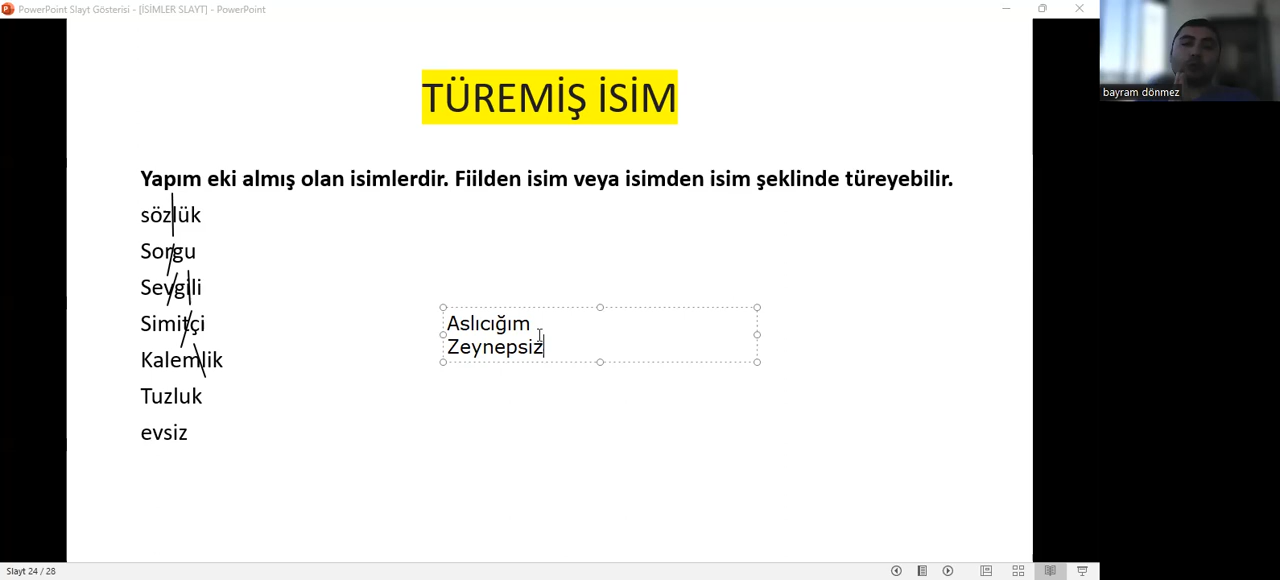 PowerPoint Slayt Gösterisi - [İSİMLER SLAYT] - PowerPoint
bayram dönmez
TÜREMİŞ İSİM
Yapım eki almış olan isimlerdir. Fiilden isim veya isimden isim şeklinde türeyebilir.
sözlük
Sorgu
Sevgili
Simitçi
Kalemlik
Tuzluk
evsiz
Aslıcığım
Zeynepsiz
Slayt 24 / 28